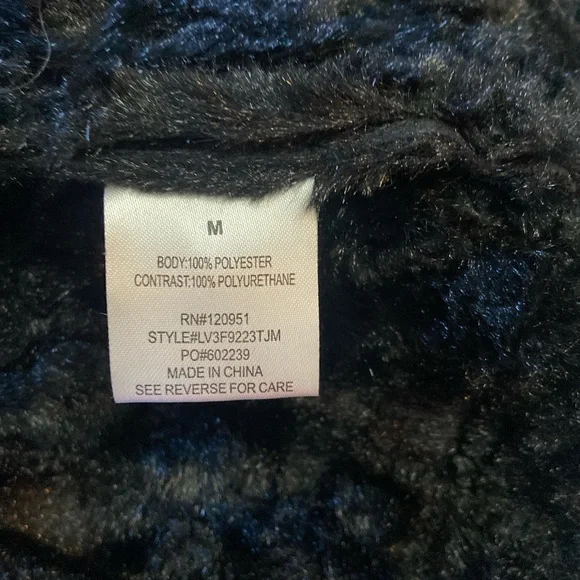 M
BODY:100% POLYESTER
CONTRAST:100% POLYURETHANE
RN#120951
STYLE#LV3F9223TJM
PO#602239
MADE IN CHINA
SEE REVERSE FOR CARE